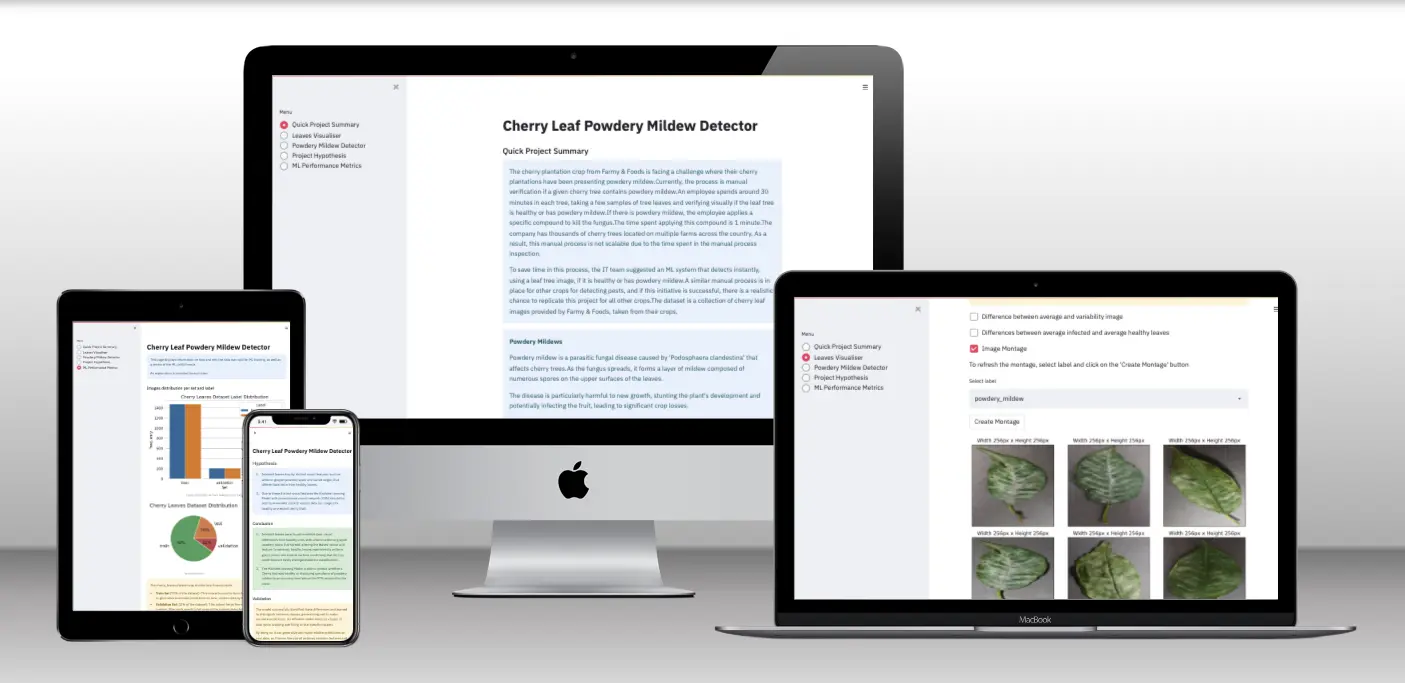 Menu
Quick Project Summary
Leaves Visualiser
Powdery Mildew Detector
Project Hypothesis
ML Performance Metrics
Cherry Leaf Powdery Mildew Detector
Quick Project Summary
The cherry plantation crop from Farmy & Foods is facing a challenge where their cherry
plantations have been presenting powdery mildew.Currently, the process is manual
verification if a given cherry tree contains powdery mildew.An employee spends around 30
minutes in each tree, taking a few samples of tree leaves and verifying visually if the leaf tree
is healthy or has powdery mildew.If there is powdery mildew, the employee applies a
specific compound to kill the fungus.The time spent applying this compound is 1 minute.The
company has thousands of cherry trees located on multiple farms across the country. As a
result, this manual process is not scalable due to the time spent in the manual process
inspection.
To save time in this process, the IT team suggested an ML system that detects instantly,
using a leaf tree image, if it is healthy or has powdery mildew.A similar manual process is in
place for other crops for detecting pests, and if this initiative is successful, there is a realistic
chance to replicate this project for all other crops.The dataset is a collection of cherry leaf
images provided by Farmy & Foods, taken from their crops.
Powdery Mildews
Powdery mildew is a parasitic fungal disease caused by 'Podosphaera clandestina' that
affects cherry trees.As the fungus spreads, it forms a layer of mildew composed of
numerous spores on the upper surfaces of the leaves.
The disease is particularly harmful to new growth, stunting the plant's development and
potentially infecting the fruit, leading to significant crop losses.
Menu
Quick Project Summary
Leaves Visualiser
Powdery Mildew Detector
Project Hypothesis
ML Performance Metrics
Difference between average and variability image
Differences between average infected and average healthy leaves
Image Montage
To refresh the montage, select label and click on the 'Create Montage' button
Select label
powdery_mildew
Create Montage
Width 256px x Height 256px
Width 256px x Height 256px
Width 256px x Height 256px
Width 256px x Height 256px
Width 256px x Height 256px
Width 256px x Height 256px
MacBook
Quick Project Summary
Leaves Visualiser
Powdery Mildew Detector
Project Hypothesis
ML Performance Metrics
Cherry Leaf Powdery Mildew Detector
Images distribution per set and label
Cherry Leaves Dataset Label Distribution
Cherry Leaves Dataset Distribution
train
test
validation
Cherry Leaf Powdery Mildew Detector
Hypothesis
Conclusion
Validation